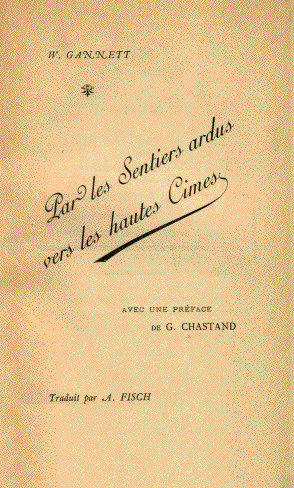 W. GANNETT
Par les Sentiers ardus
vers les hautes Cimes
AVEC UNE PRÉFACE
DE G. CHASTAND
Traduit par A. FISCH